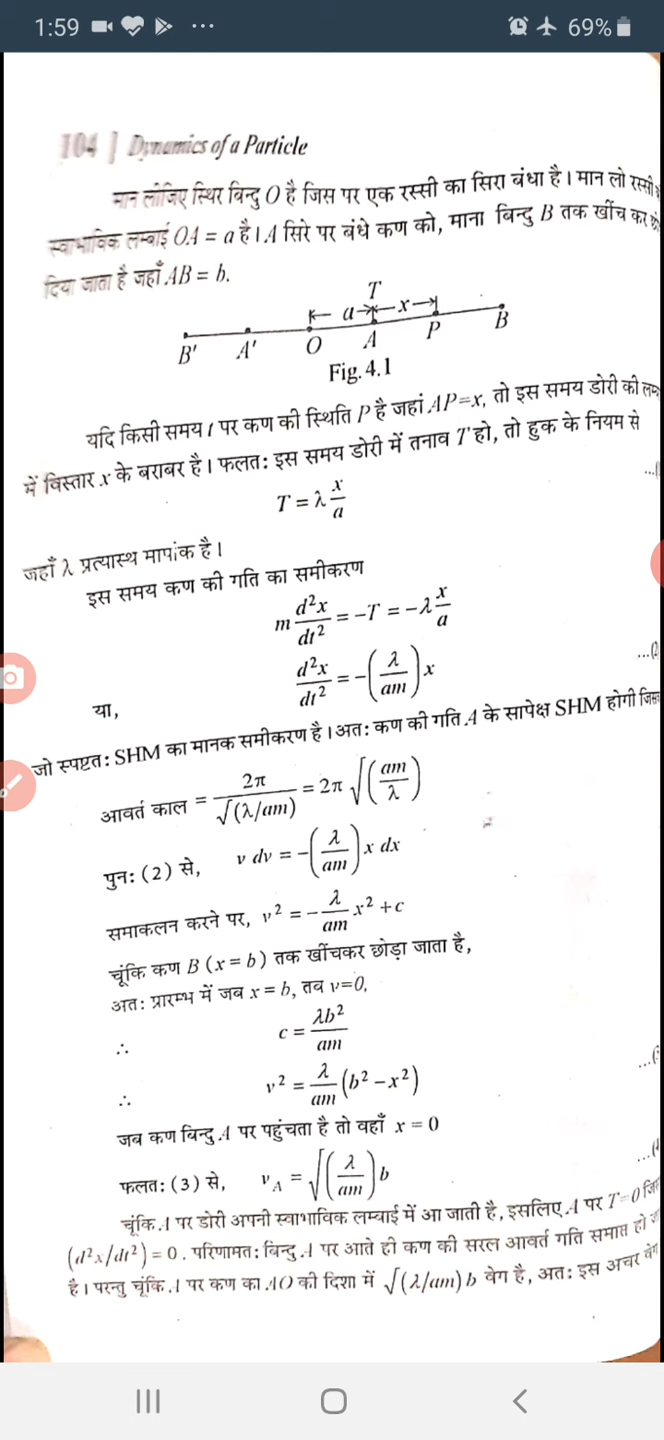 1:59 ... 69%
104 | Dynamics of a Particle
मान लीजिए स्थिर बिन्दु O है जिस पर एक रस्सी का सिरा बंधा है। मान लो रस्सी
स्वाभाविक लम्बाई OA = a है। A सिरे पर बंधे कण को, माना बिन्दु B तक खींच कर
दिया जाता है जहाँ AB = b.
T
a x
B' A' O A P B
Fig. 4.1
यदि किसी समय t पर कण की स्थिति P है जहां AP=x, तो इस समय डोरी की
में विस्तार x के बराबर है। फलत: इस समय डोरी में तनाव T हो, तो हुक के नियम से
T = λ x/a
जहाँ λ प्रत्यास्थ मापांक है।
इस समय कण की गति का समीकरण
m d²x/dt² = –T = –λ x/a
या, d²x/dt² = –(λ/am) x ...(2
जो स्पष्टत: SHM का मानक समीकरण है। अत: कण की गति A के सापेक्ष SHM होगी
आवर्त काल = 2π/√(λ/am) = 2π √(am/λ)
पुन: (2) से, v dv = –(λ/am) x dx
समाकलन करने पर, v² = – λ/am x² + c
चूंकि कण B (x = b) तक खींचकर छोड़ा जाता है,
अत: प्रारम्भ में जब x = b, तब v=0,
∴ c = λb²/am
∴ v² = λ/am (b² – x²)
जब कण बिन्दु A पर पहुंचता है तो वहाँ x = 0
फलत: (3) से, v_A = √(λ/am) b
चूंकि A पर डोरी अपनी स्वाभाविक लम्बाई में आ जाती है, इसलिए A पर T=0
(d²x/dt²) = 0. परिणामत: बिन्दु A पर आते ही कण की सरल आवर्त गति समाप्त हो
है। परन्तु चूंकि A पर कण का AO की दिशा में √(λ/am) b वेग है, अत: इस अचर वेग